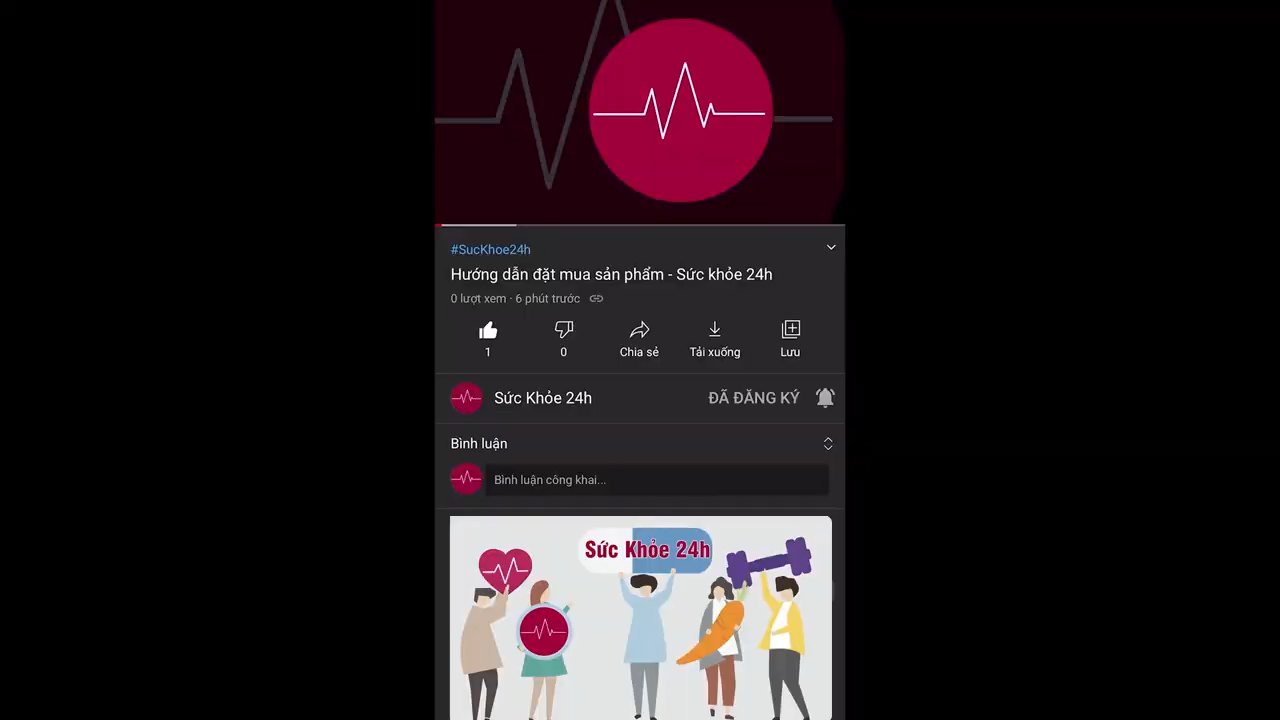 #SucKhoe24h
Hướng dẫn đặt mua sản phẩm - Sức khỏe 24h
0 lượt xem · 6 phút trước
1
0
Chia sẻ
Tải xuống
Lưu
Sức Khỏe 24h
ĐÃ ĐĂNG KÝ
Bình luận
Bình luận công khai...
Sức Khỏe 24h